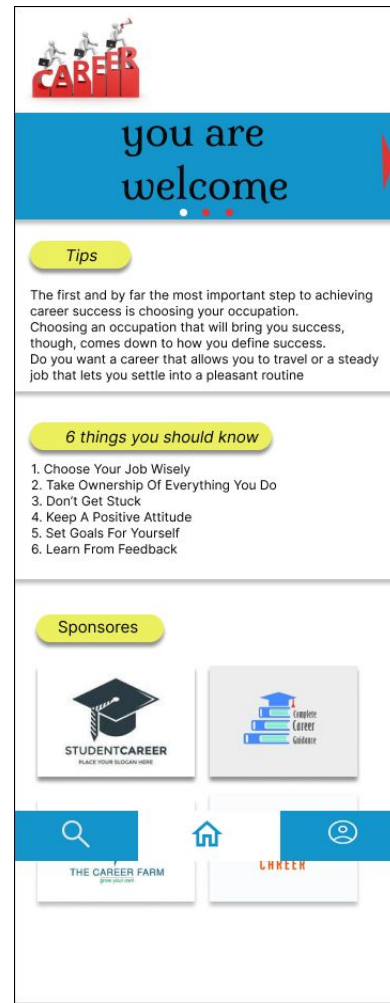 CAREER
you are
welcome
Tips
The first and by far the most important step to achieving
career success is choosing your occupation.
Choosing an occupation that will bring you success,
though, comes down to how you define success.
Do you want a career that allows you to travel or a steady
job that lets you settle into a pleasant routine
6 things you should know
1. Choose Your Job Wisely
2. Take Ownership Of Everything You Do
3. Don't Get Stuck
4. Keep A Positive Attitude
5. Set Goals For Yourself
6. Learn From Feedback
Sponsores
STUDENTCAREER
PLACE YOUR SLOGAN HERE
Complete
Career
Guidance
THE CAREER FARM
grow your own
CAREER